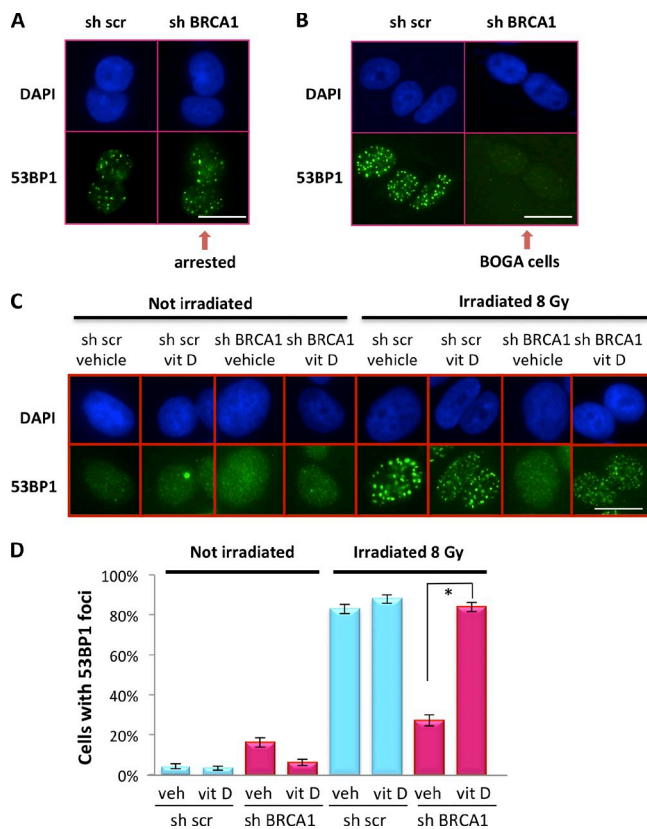 A
sh scr sh BRCA1
DAPI
53BP1
arrested
B
sh scr sh BRCA1
DAPI
53BP1
BOGA cells
C
Not irradiated Irradiated 8 Gy
sh scr sh scr sh BRCA1 sh BRCA1 sh scr sh scr sh BRCA1 sh BRCA1
vehicle vit D vehicle vit D vehicle vit D vehicle vit D
DAPI
53BP1
D
Not irradiated Irradiated 8 Gy
Cells with 53BP1 foci
100%
80%
60%
40%
20%
0%
*
veh vit D veh vit D veh vit D veh vit D
sh scr sh BRCA1 sh scr sh BRCA1